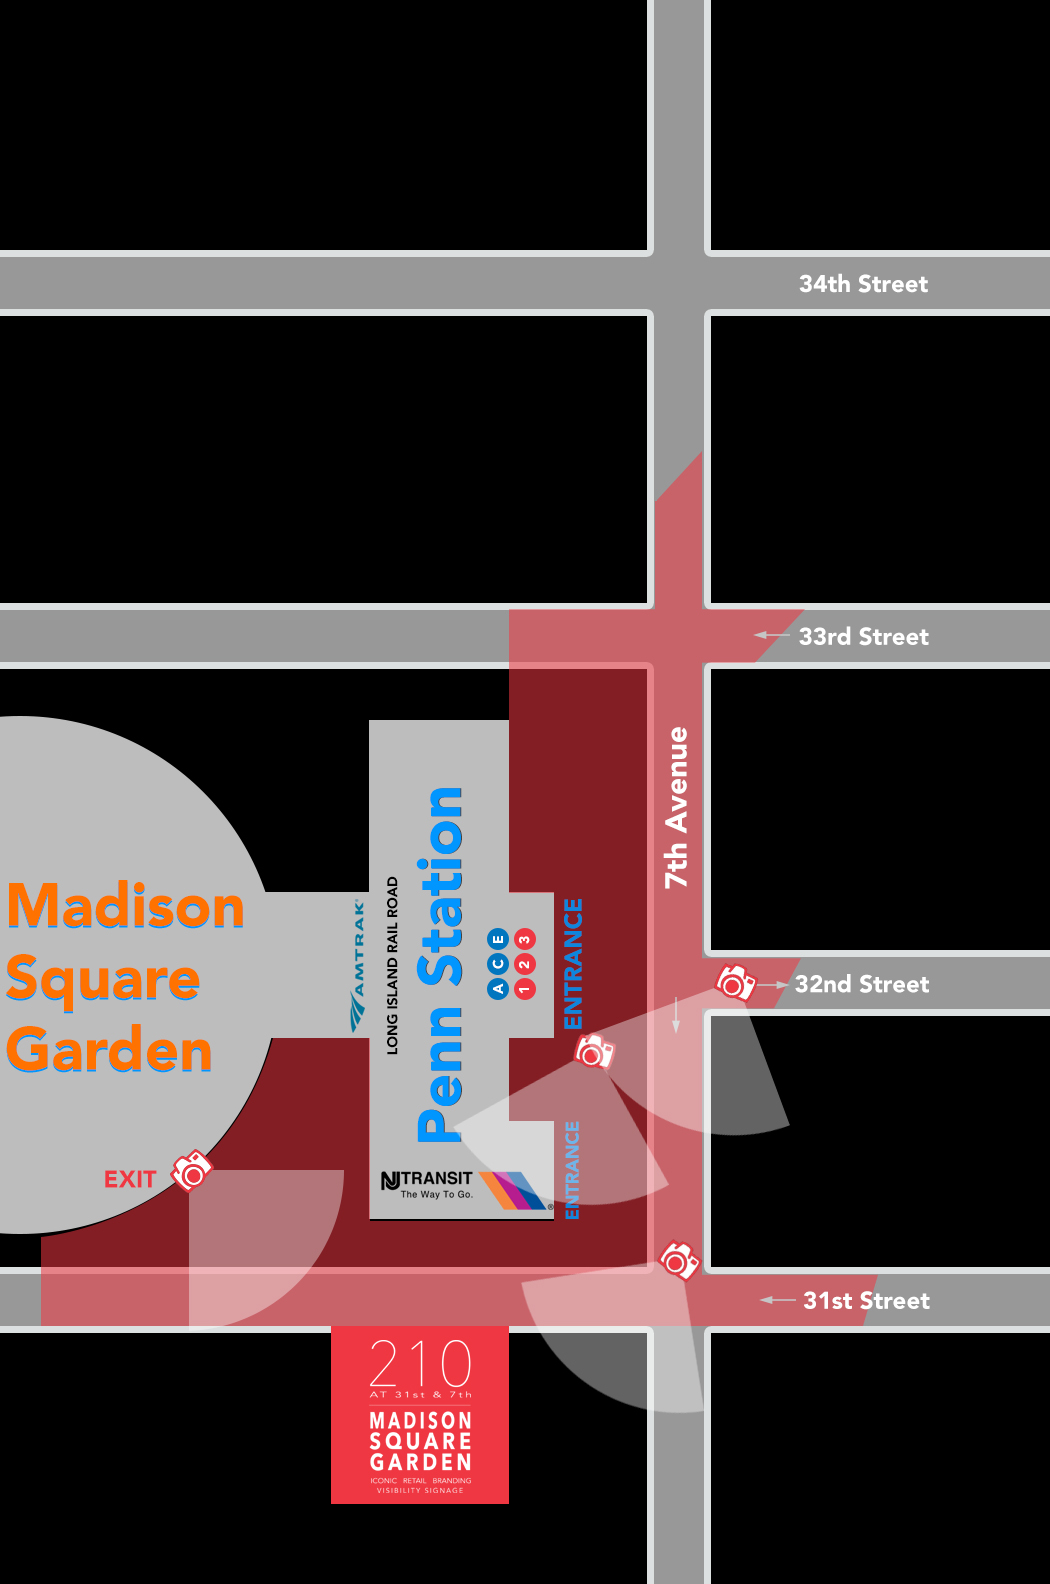 34th Street
33rd Street
7th Avenue
Madison
Square
Garden
AMTRAK
LONG ISLAND RAIL ROAD
Penn Station
A C E
1 2 3
ENTRANCE
32nd Street
EXIT
NJ TRANSIT
The Way To Go.
®
ENTRANCE
31st Street
210
AT 31st & 7th
MADISON
SQUARE
GARDEN
ICONIC RETAIL BRANDING
VISIBILITY SIGNAGE